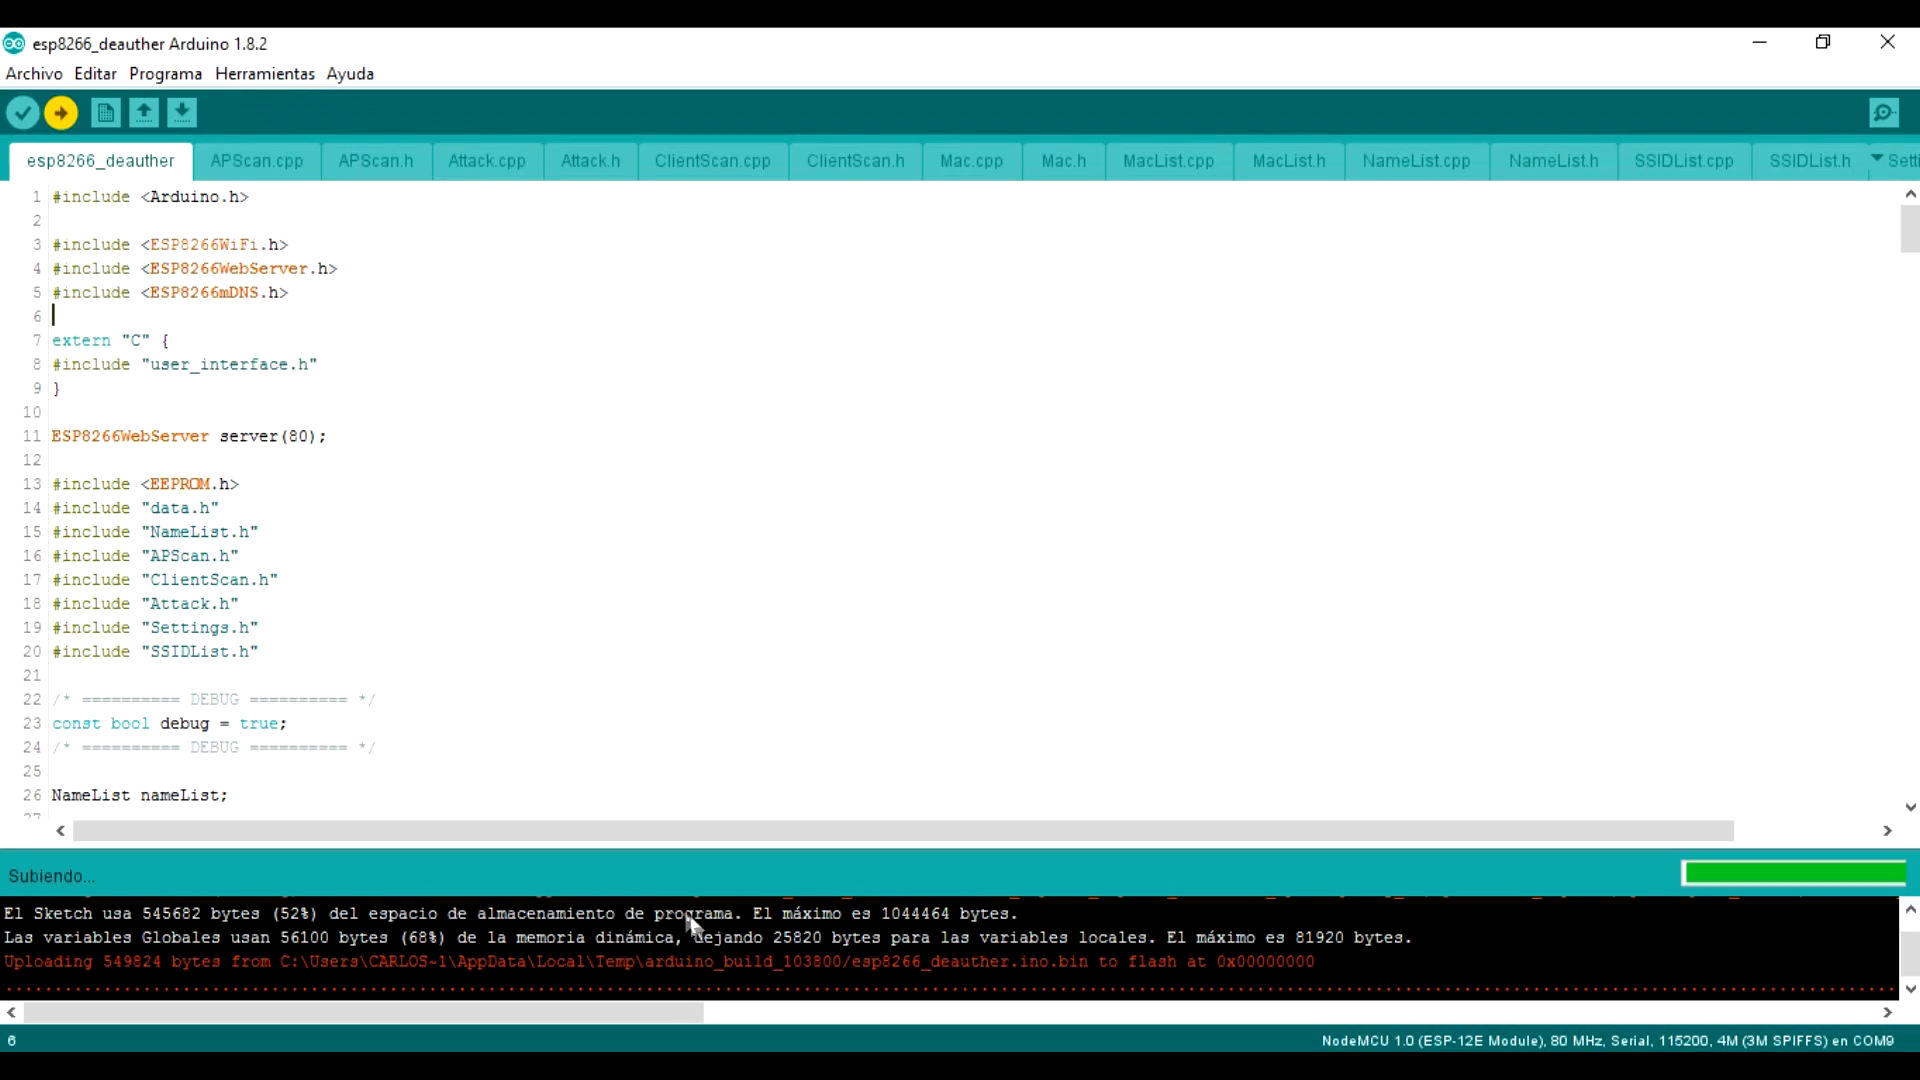 esp8266_deauther Arduino 1.8.2
Archivo Editar Programa Herramientas Ayuda
esp8266_deauther APScan.cpp APScan.h Attack.cpp Attack.h ClientScan.cpp ClientScan.h Mac.cpp Mac.h MacList.cpp MacList.h NameList.cpp NameList.h SSIDList.cpp SSIDList.h Setti
1 #include <Arduino.h>
2
3 #include <ESP8266WiFi.h>
4 #include <ESP8266WebServer.h>
5 #include <ESP8266mDNS.h>
6
7 extern "C" {
8 #include "user_interface.h"
9 }
10
11 ESP8266WebServer server(80);
12
13 #include <EEPROM.h>
14 #include "data.h"
15 #include "NameList.h"
16 #include "APScan.h"
17 #include "ClientScan.h"
18 #include "Attack.h"
19 #include "Settings.h"
20 #include "SSIDList.h"
21
22 /* ========== DEBUG ========== */
23 const bool debug = true;
24 /* ========== DEBUG ========== */
25
26 NameList nameList;
27
Subiendo...
El Sketch usa 545682 bytes (52%) del espacio de almacenamiento de programa. El máximo es 1044464 bytes.
Las variables Globales usan 56100 bytes (68%) de la memoria dinámica, dejando 25820 bytes para las variables locales. El máximo es 81920 bytes.
Uploading 549824 bytes from C:\Users\CARLOS~1\AppData\Local\Temp\arduino_build_103800/esp8266_deauther.ino.bin to flash at 0x00000000
6 NodeMCU 1.0 (ESP-12E Module), 80 MHz, Serial, 115200, 4M (3M SPIFFS) en COM9